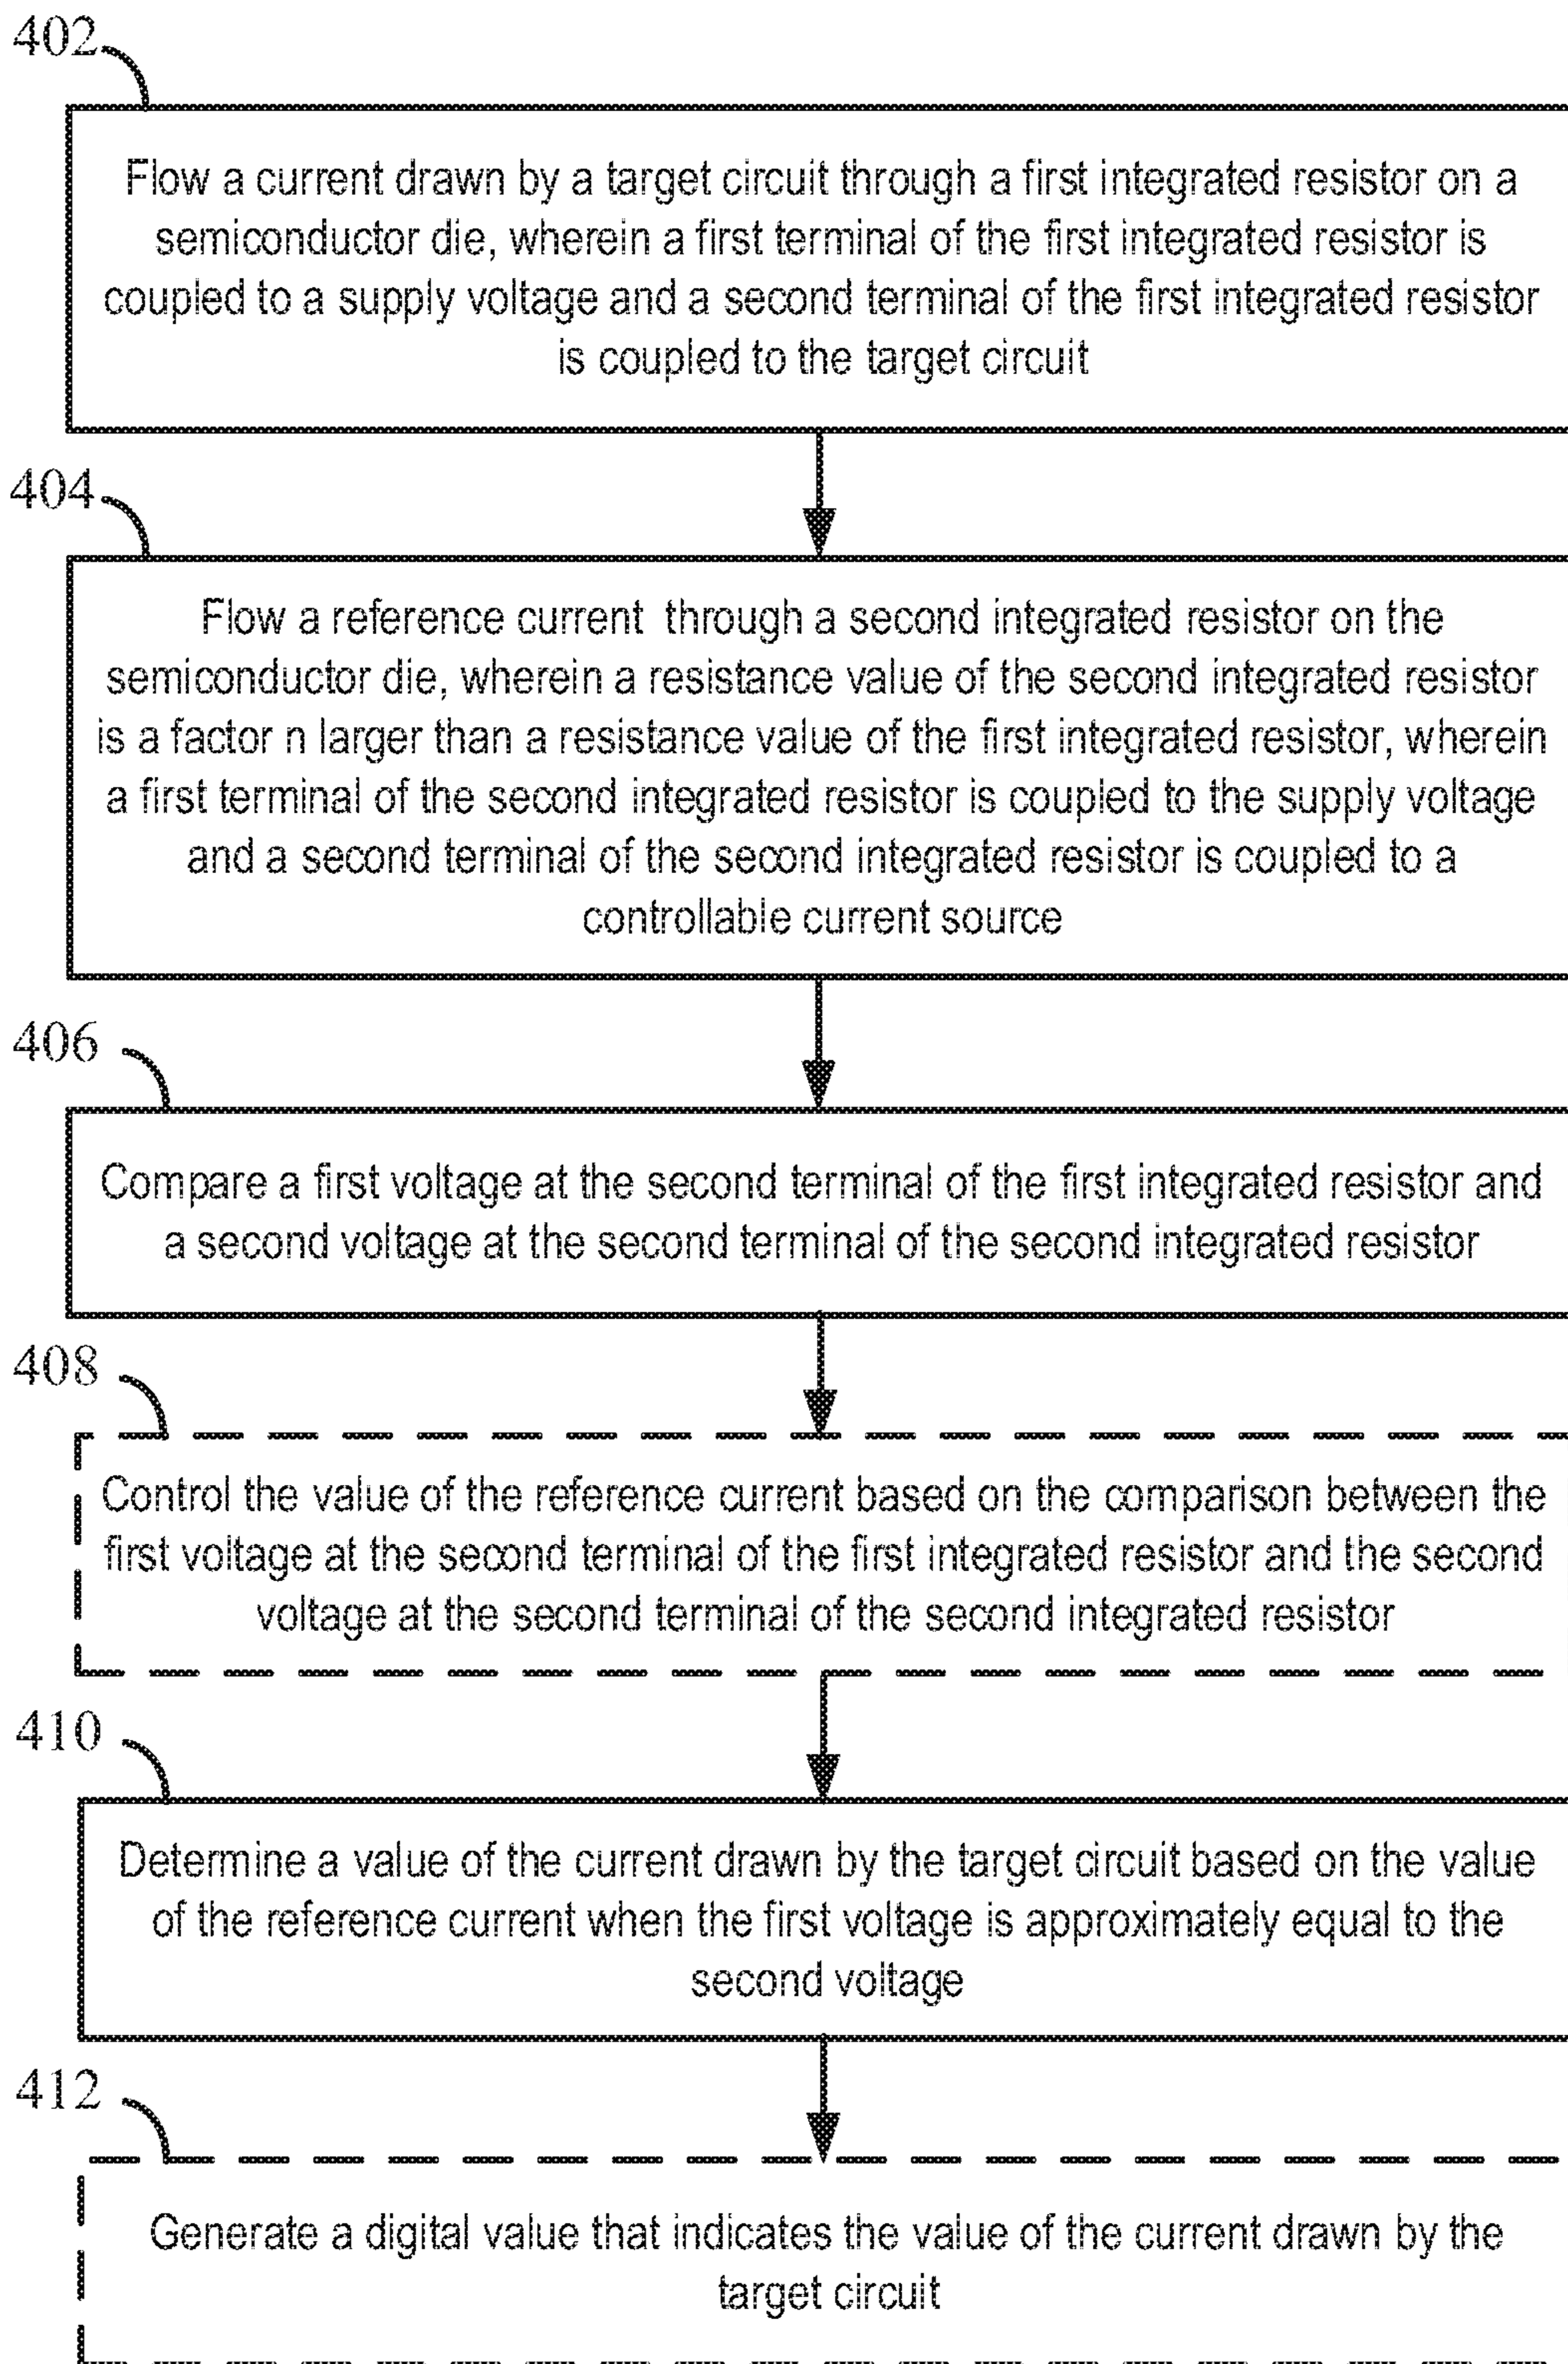 402
Flow a current drawn by a target circuit through a first integrated resistor on a
semiconductor die, wherein a first terminal of the first integrated resistor is
coupled to a supply voltage and a second terminal of the first integrated resistor
is coupled to the target circuit
404
Flow a reference current through a second integrated resistor on the
semiconductor die, wherein a resistance value of the second integrated resistor
is a factor n larger than a resistance value of the first integrated resistor, wherein
a first terminal of the second integrated resistor is coupled to the supply voltage
and a second terminal of the second integrated resistor is coupled to a
controllable current source
406
Compare a first voltage at the second terminal of the first integrated resistor and
a second voltage at the second terminal of the second integrated resistor
408
Control the value of the reference current based on the comparison between the
first voltage at the second terminal of the first integrated resistor and the second
voltage at the second terminal of the second integrated resistor
410
Determine a value of the current drawn by the target circuit based on the value
of the reference current when the first voltage is approximately equal to the
second voltage
412
Generate a digital value that indicates the value of the current drawn by the
target circuit